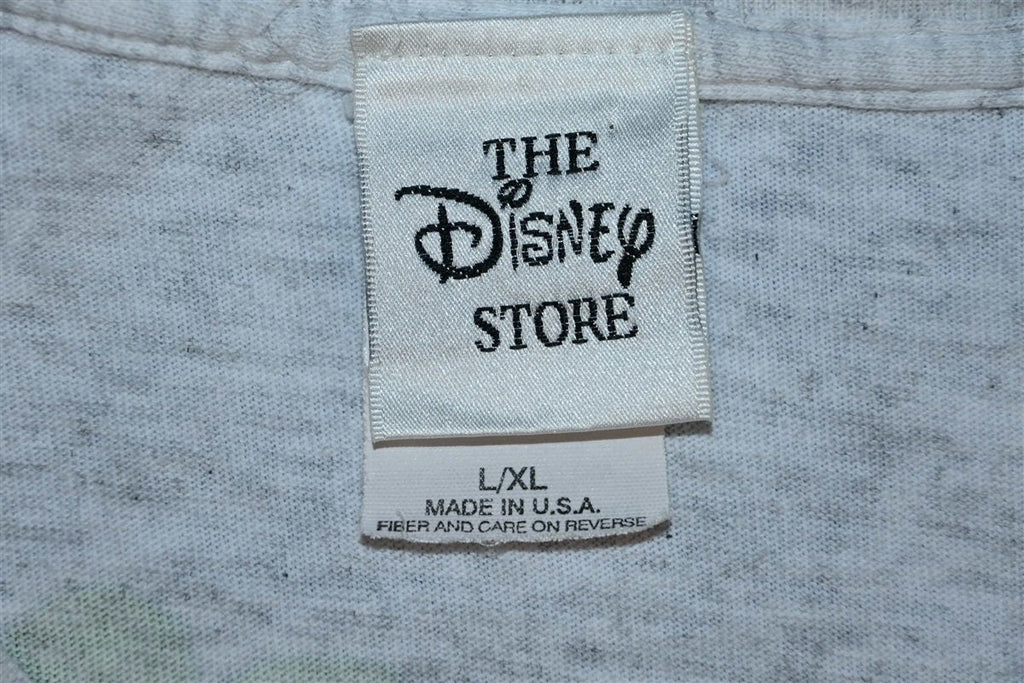 THE
DISNEY
STORE
L/XL
MADE IN U.S.A.
FIBER AND CARE ON REVERSE